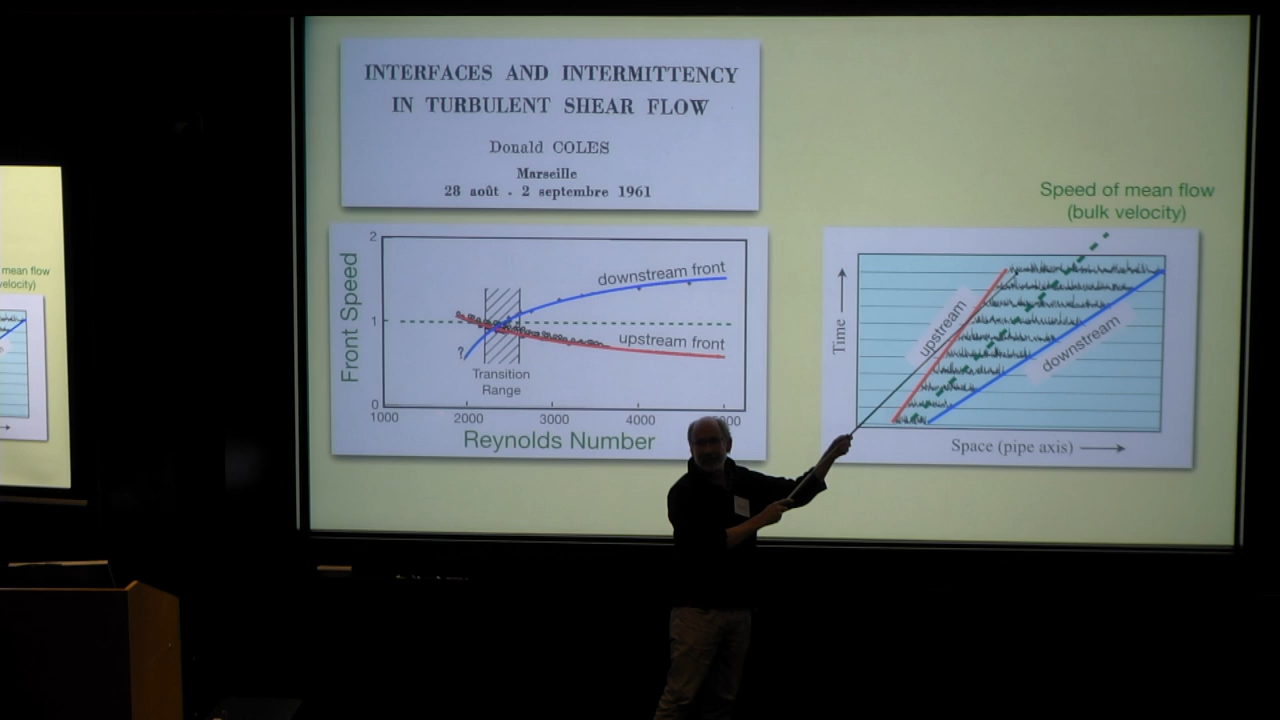 INTERFACES AND INTERMITTENCY
IN TURBULENT SHEAR FLOW
Donald COLES
Marseille
28 août - 2 septembre 1961
Front Speed
2
1
0
downstream front
upstream front
?
Transition
Range
1000 2000 3000 4000
Reynolds Number
Speed of mean flow
(bulk velocity)
Time
upstream
downstream
Space (pipe axis)
mean flow